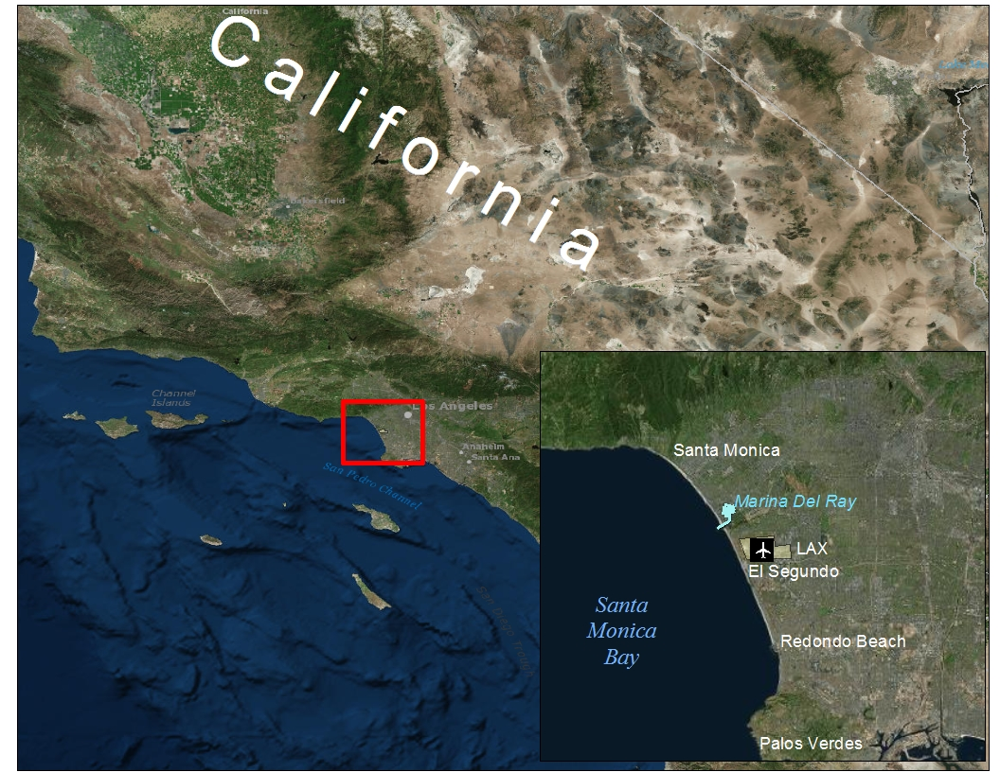 California
California
Bakersfield
Channel
Islands
Los Angeles
Anaheim
Santa Ana
San Pedro Channel
Santa Monica
Marina Del Ray
LAX
El Segundo
Santa
Monica
Bay
Redondo Beach
Palos Verdes